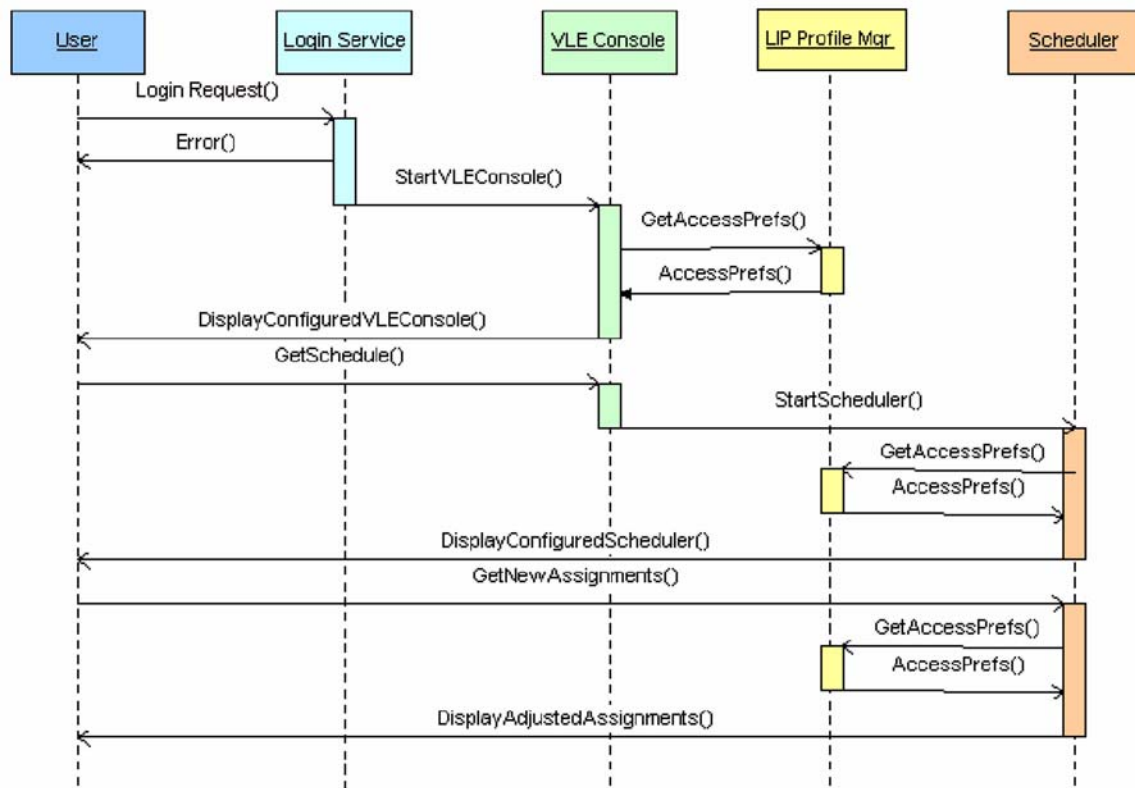 User
Login Service
VLE Console
LIP Profile Mgr
Scheduler
Login Request()
Error()
StartVLEConsole()
GetAccessPrefs()
AccessPrefs()
DisplayConfiguredVLEConsole()
GetSchedule()
StartScheduler()
GetAccessPrefs()
AccessPrefs()
DisplayConfiguredScheduler()
GetNewAssignments()
GetAccessPrefs()
AccessPrefs()
DisplayAdjustedAssignments()